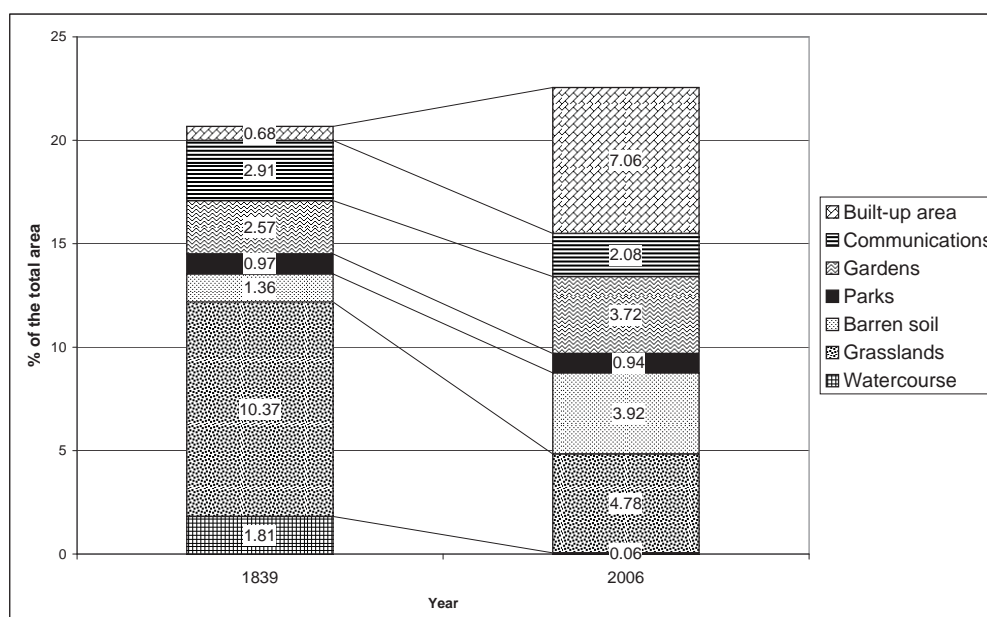 25
20
15
10
5
0
% of the total area
0.68
2.91
2.57
0.97
1.36
10.37
1.81
7.06
2.08
3.72
0.94
3.92
4.78
0.06
1839
2006
Year
Built-up area
Communications
Gardens
Parks
Barren soil
Grasslands
Watercourse